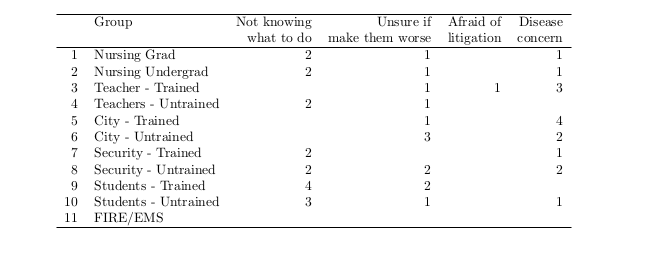 Group Not knowing Unsure if Afraid of Disease
what to do make them worse litigation concern
1 Nursing Grad 2 1 1
2 Nursing Undergrad 2 1 1
3 Teacher - Trained 1 1 3
4 Teachers - Untrained 2 1
5 City - Trained 1 4
6 City - Untrained 3 2
7 Security - Trained 2 1
8 Security - Untrained 2 2 2
9 Students - Trained 4 2
10 Students - Untrained 3 1 1
11 FIRE/EMS